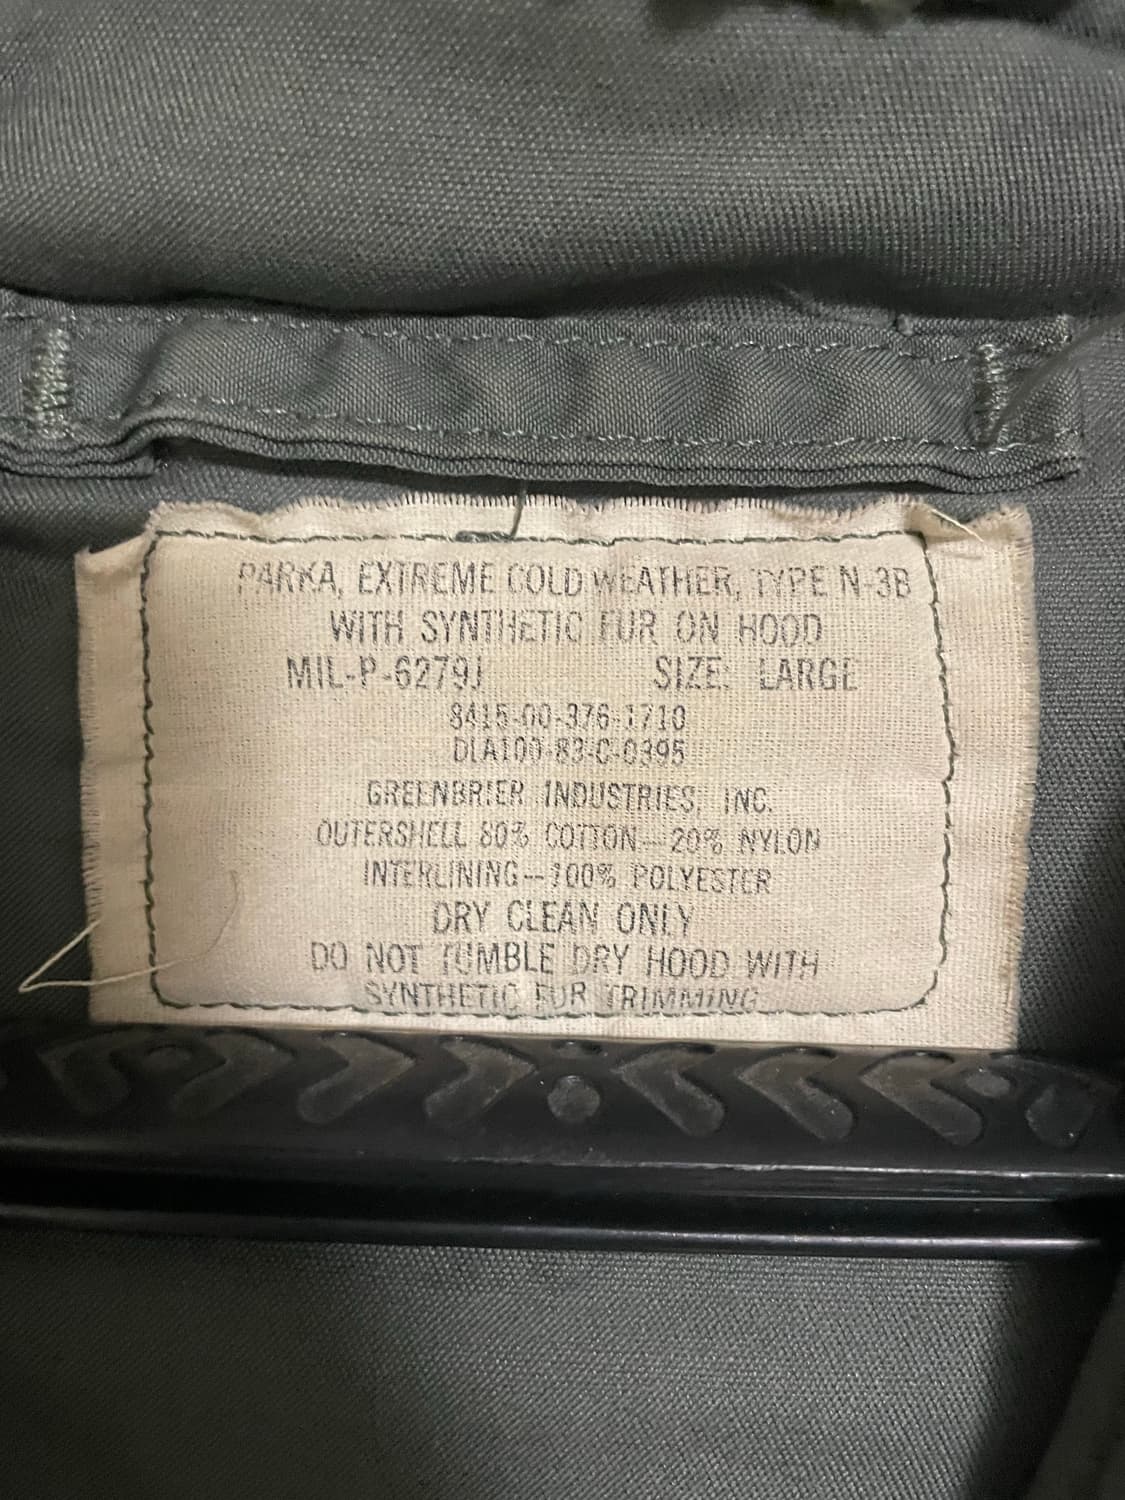 PARKA, EXTREME COLD WEATHER, TYPE N-3B
WITH SYNTHETIC FUR ON HOOD
MIL-P-6279J SIZE: LARGE
8415-00-376-1710
DLA100-83-C-0395
GREENBRIER INDUSTRIES, INC.
OUTERSHELL 80% COTTON—20% NYLON
INTERLINING—100% POLYESTER
DRY CLEAN ONLY
DO NOT TUMBLE DRY HOOD WITH
SYNTHETIC FUR TRIMMING